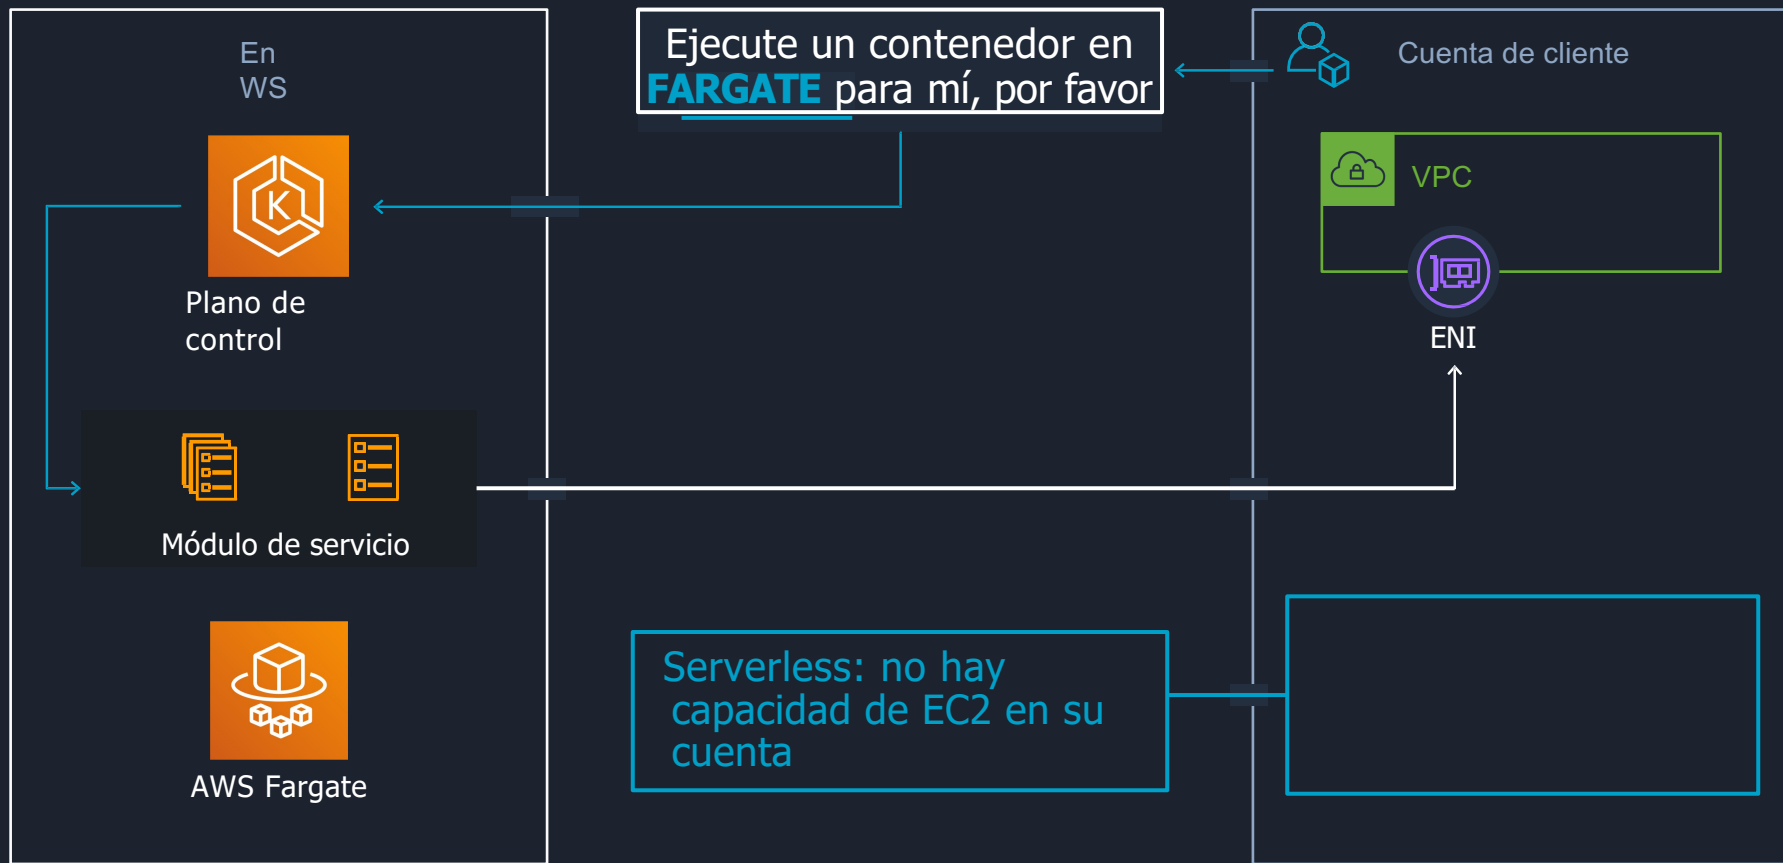 En
WS
Ejecute un contenedor en
FARGATE para mí, por favor
Cuenta de cliente
VPC
K
Plano de
control
ENI
Módulo de servicio
Serverless: no hay
capacidad de EC2 en su
cuenta
AWS Fargate